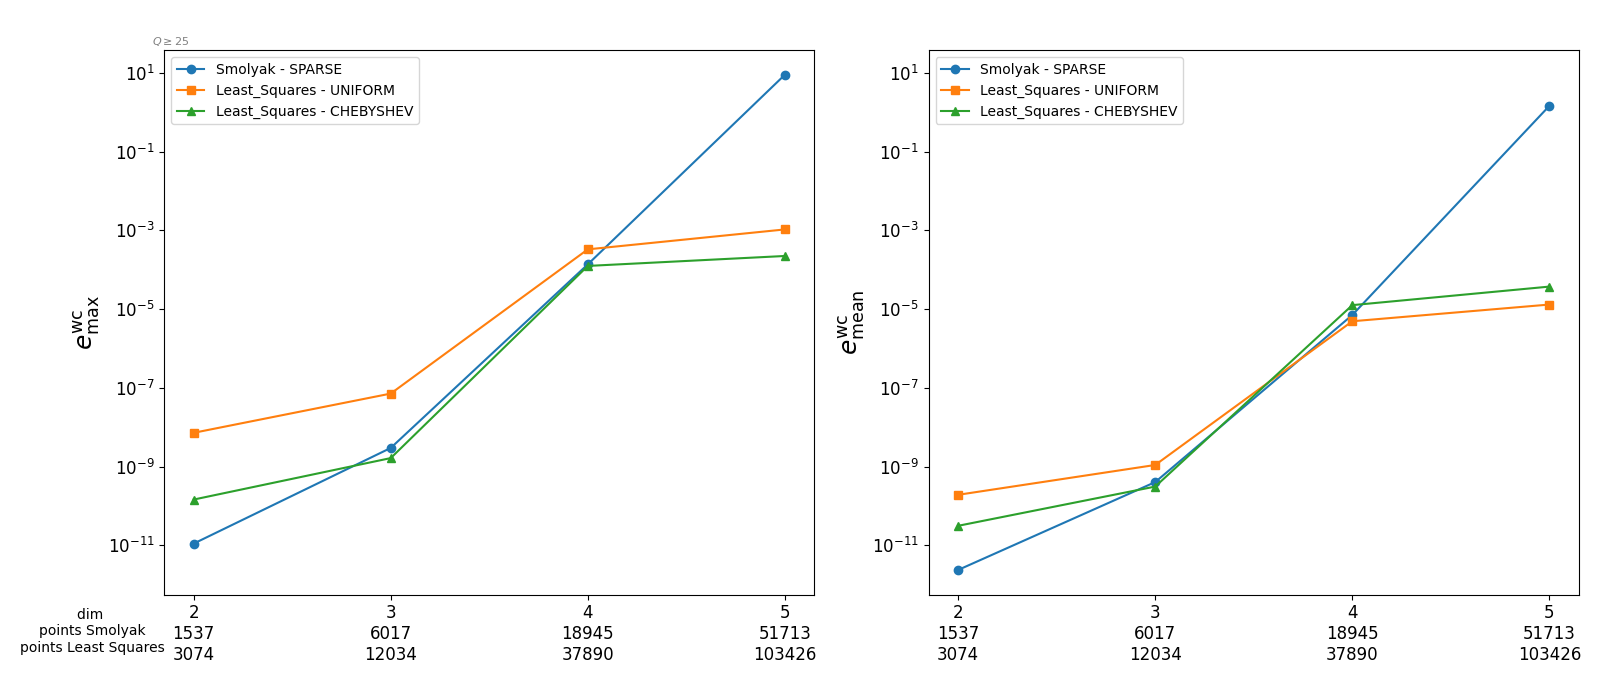 Q ≥ 25
Smolyak - SPARSE
Least_Squares - UNIFORM
Least_Squares - CHEBYSHEV
10^1
10^-1
10^-3
10^-5
10^-7
10^-9
10^-11
e^wc_max
dim 2 3 4 5
points Smolyak 1537 6017 18945 51713
points Least Squares 3074 12034 37890 103426
Smolyak - SPARSE
Least_Squares - UNIFORM
Least_Squares - CHEBYSHEV
10^1
10^-1
10^-3
10^-5
10^-7
10^-9
10^-11
e^wc_mean
2 3 4 5
1537 6017 18945 51713
3074 12034 37890 103426